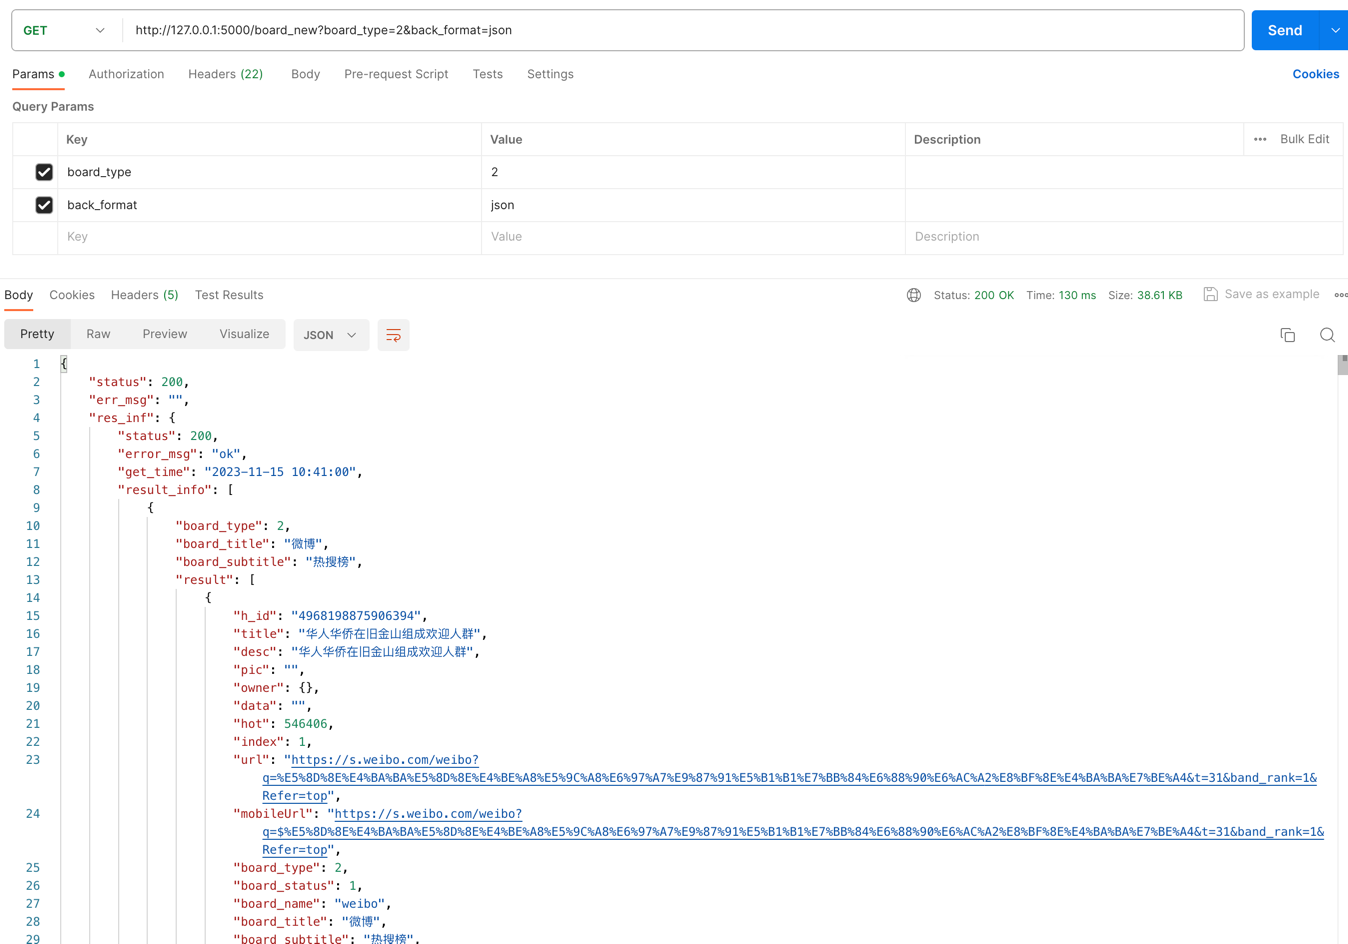 GET http://127.0.0.1:5000/board_new?board_type=2&back_format=json Send
Params Authorization Headers (22) Body Pre-request Script Tests Settings Cookies
Query Params
Key Value Description ••• Bulk Edit
board_type 2
back_format json
Key Value Description
Body Cookies Headers (5) Test Results Status: 200 OK Time: 130 ms Size: 38.61 KB Save as example
Pretty Raw Preview Visualize JSON
1 {
2 "status": 200,
3 "err_msg": "",
4 "res_inf": {
5 "status": 200,
6 "error_msg": "ok",
7 "get_time": "2023-11-15 10:41:00",
8 "result_info": [
9 {
10 "board_type": 2,
11 "board_title": "微博",
12 "board_subtitle": "热搜榜",
13 "result": [
14 {
15 "h_id": "4968198875906394",
16 "title": "华人华侨在旧金山组成欢迎人群",
17 "desc": "华人华侨在旧金山组成欢迎人群",
18 "pic": "",
19 "owner": {},
20 "data": "",
21 "hot": 546406,
22 "index": 1,
23 "url": "https://s.weibo.com/weibo?
q=%E5%8D%8E%E4%BA%BA%E5%8D%8E%E4%BE%A8%E5%9C%A8%E6%97%A7%E9%87%91%E5%B1%B1%E7%BB%84%E6%88%90%E6%AC%A2%E8%BF%8E%E4%BA%BA%E7%BE%A4&t=31&band_rank=1&
Refer=top",
24 "mobileUrl": "https://s.weibo.com/weibo?
q=$%E5%8D%8E%E4%BA%BA%E5%8D%8E%E4%BE%A8%E5%9C%A8%E6%97%A7%E9%87%91%E5%B1%B1%E7%BB%84%E6%88%90%E6%AC%A2%E8%BF%8E%E4%BA%BA%E7%BE%A4&t=31&band_rank=1&
Refer=top",
25 "board_type": 2,
26 "board_status": 1,
27 "board_name": "weibo",
28 "board_title": "微博",
29 "board_subtitle": "热搜榜",